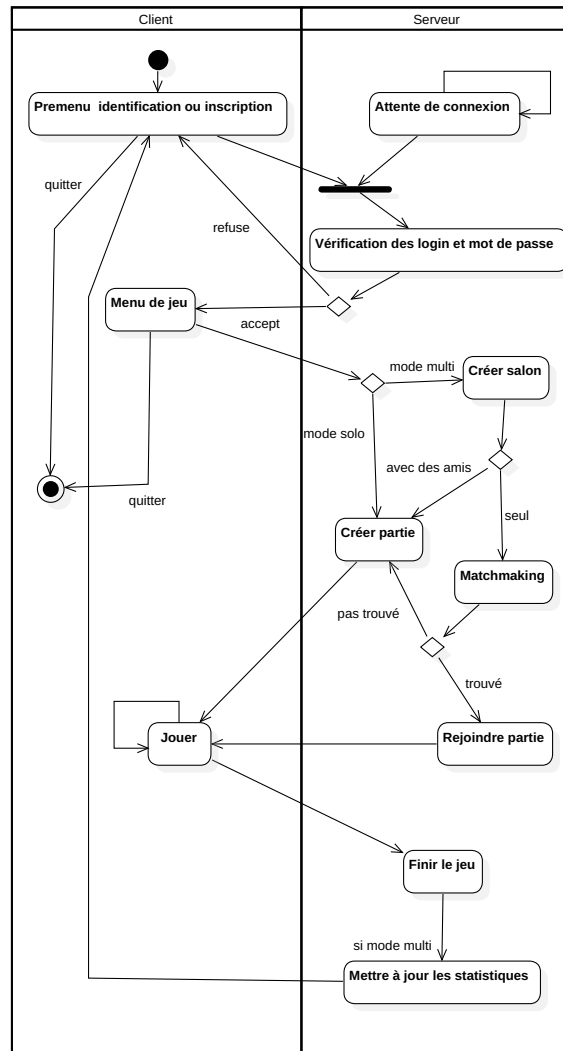 Client
Serveur
Premenu  identification ou inscription
Attente de connexion
quitter
refuse
Vérification des login et mot de passe
Menu de jeu
accept
mode multi
Créer salon
mode solo
avec des amis
quitter
seul
Créer partie
Matchmaking
pas trouvé
trouvé
Jouer
Rejoindre partie
Finir le jeu
si mode multi
Mettre à jour les statistiques